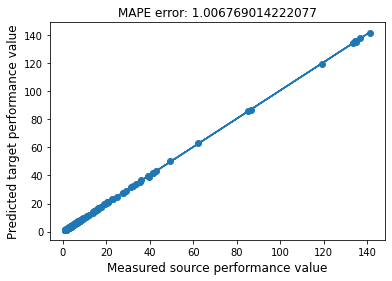 MAPE error: 1.006769014222077
140
120
100
80
60
40
20
0
Predicted target performance value
0 20 40 60 80 100 120 140
Measured source performance value